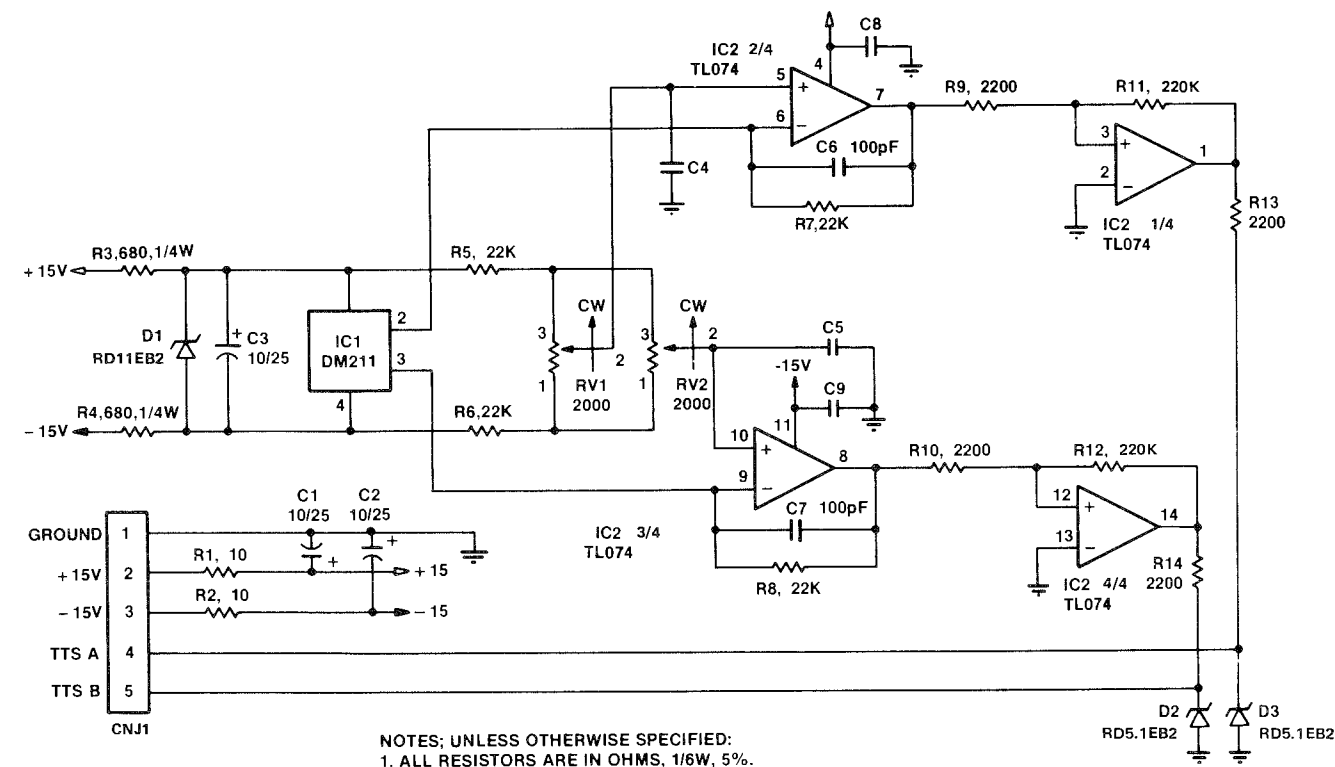 C8
IC2 2/4
TL074
4
5
+
6
−
7
R9, 2200
R11, 220K
C6 100pF
R7,22K
C4
3
+
2
−
1
IC2 1/4
TL074
R13
2200
R3,680,1/4W
+ 15V
R5, 22K
D1
RD11EB2
+
C3
10/25
IC1
DM211
2
3
4
CW
3
2
1
RV1
2000
CW
3
2
1
RV2
2000
C5
-15V
C9
11
R4,680,1/4W
− 15V
R6,22K
10
+
9
−
8
R10, 2200
R12, 220K
C7 100pF
R8, 22K
IC2 3/4
TL074
12
+
13
−
14
IC2 4/4
TL074
R14
2200
C1
10/25
C2
10/25
+
+
GROUND 1
+ 15V 2
R1, 10
+ 15
− 15V 3
R2, 10
− 15
TTS A 4
TTS B 5
CNJ1
D2
RD5.1EB2
D3
RD5.1EB2
NOTES; UNLESS OTHERWISE SPECIFIED:
1. ALL RESISTORS ARE IN OHMS, 1/6W, 5%.